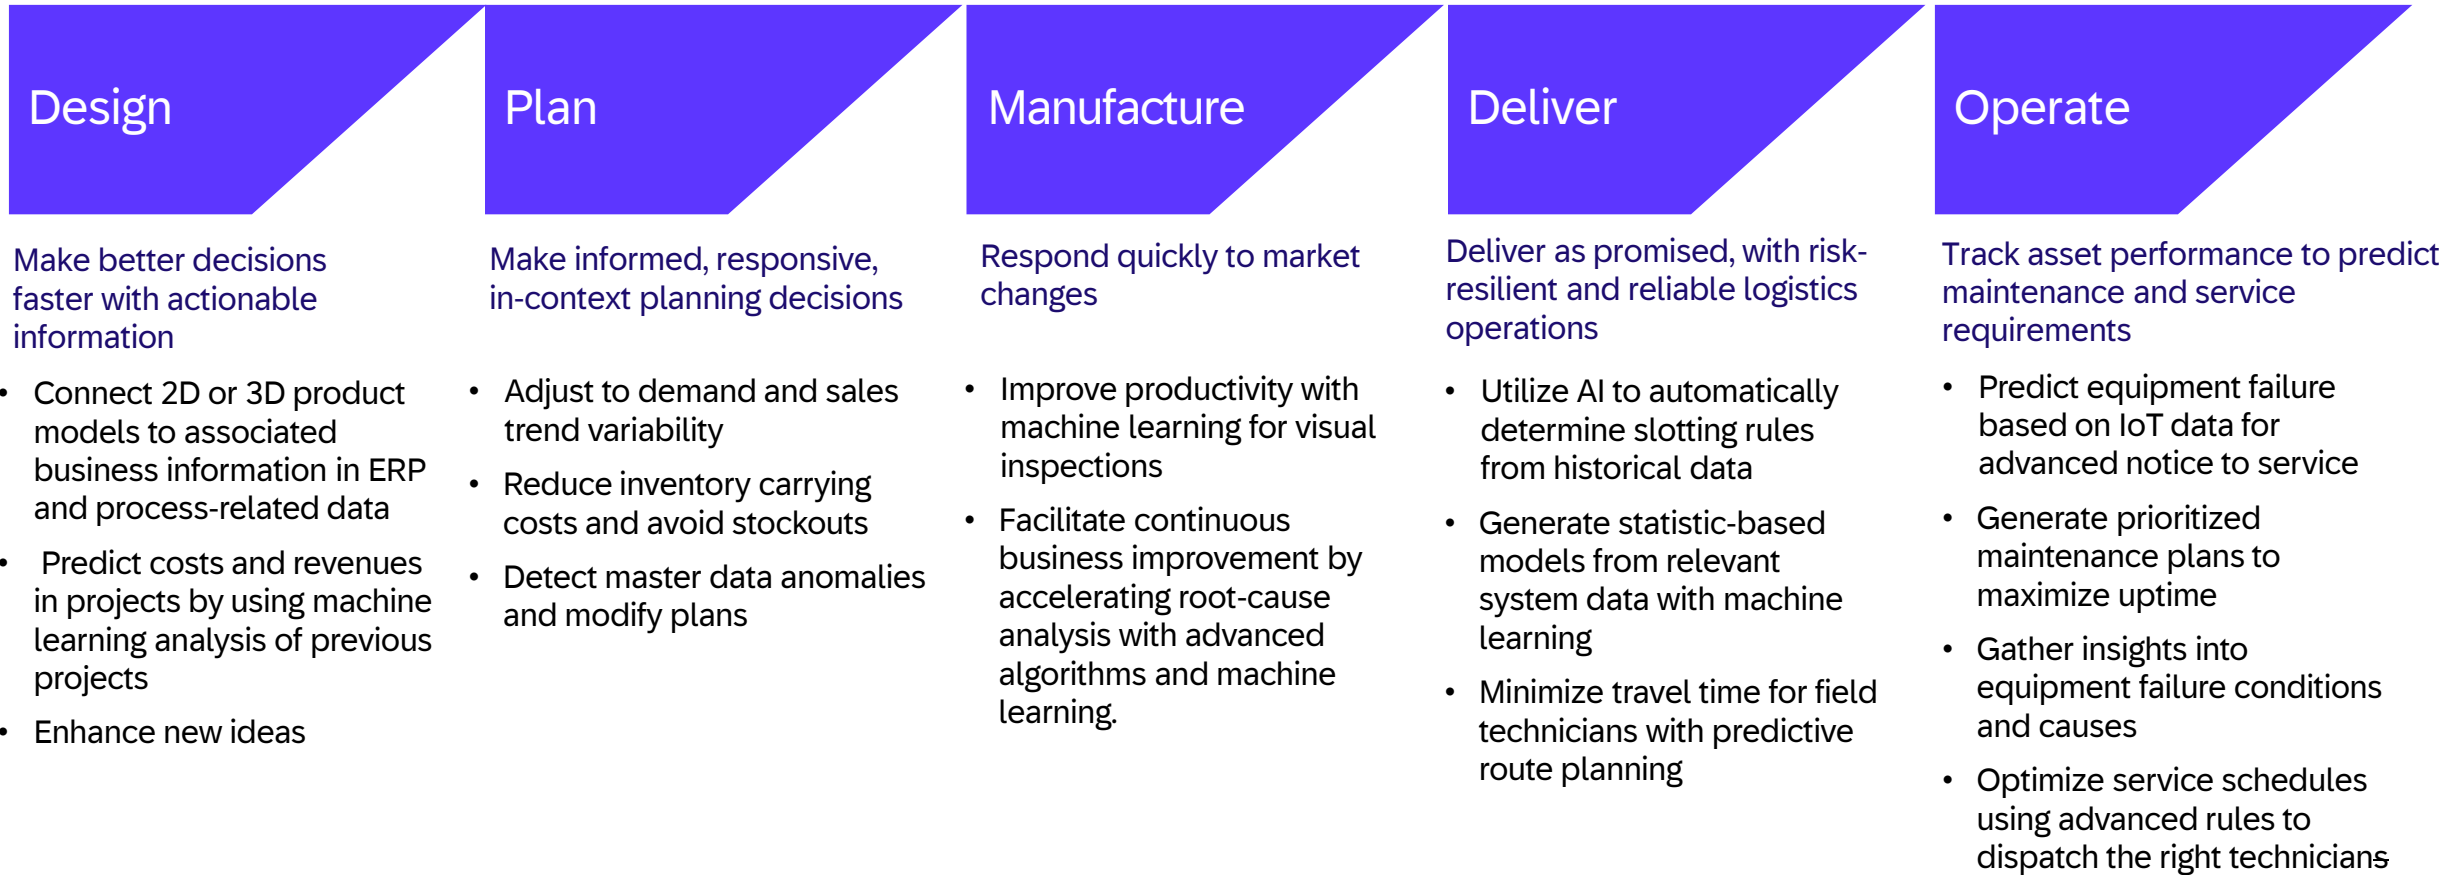 Design
Make better decisions
faster with actionable
information
• Connect 2D or 3D product
models to associated
business information in ERP
and process-related data
• Predict costs and revenues
in projects by using machine
learning analysis of previous
projects
• Enhance new ideas
Plan
Make informed, responsive,
in-context planning decisions
• Adjust to demand and sales
trend variability
• Reduce inventory carrying
costs and avoid stockouts
• Detect master data anomalies
and modify plans
Manufacture
Respond quickly to market
changes
• Improve productivity with
machine learning for visual
inspections
• Facilitate continuous
business improvement by
accelerating root-cause
analysis with advanced
algorithms and machine
learning.
Deliver
Deliver as promised, with risk-
resilient and reliable logistics
operations
• Utilize AI to automatically
determine slotting rules
from historical data
• Generate statistic-based
models from relevant
system data with machine
learning
• Minimize travel time for field
technicians with predictive
route planning
Operate
Track asset performance to predict
maintenance and service
requirements
• Predict equipment failure
based on IoT data for
advanced notice to service
• Generate prioritized
maintenance plans to
maximize uptime
• Gather insights into
equipment failure conditions
and causes
• Optimize service schedules
using advanced rules to
dispatch the right technicians